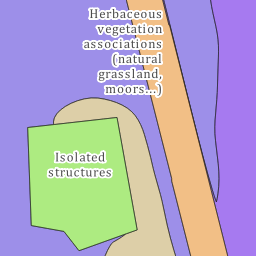 Herbaceous
vegetation
associations
(natural
grassland,
moors...)
Isolated
structures